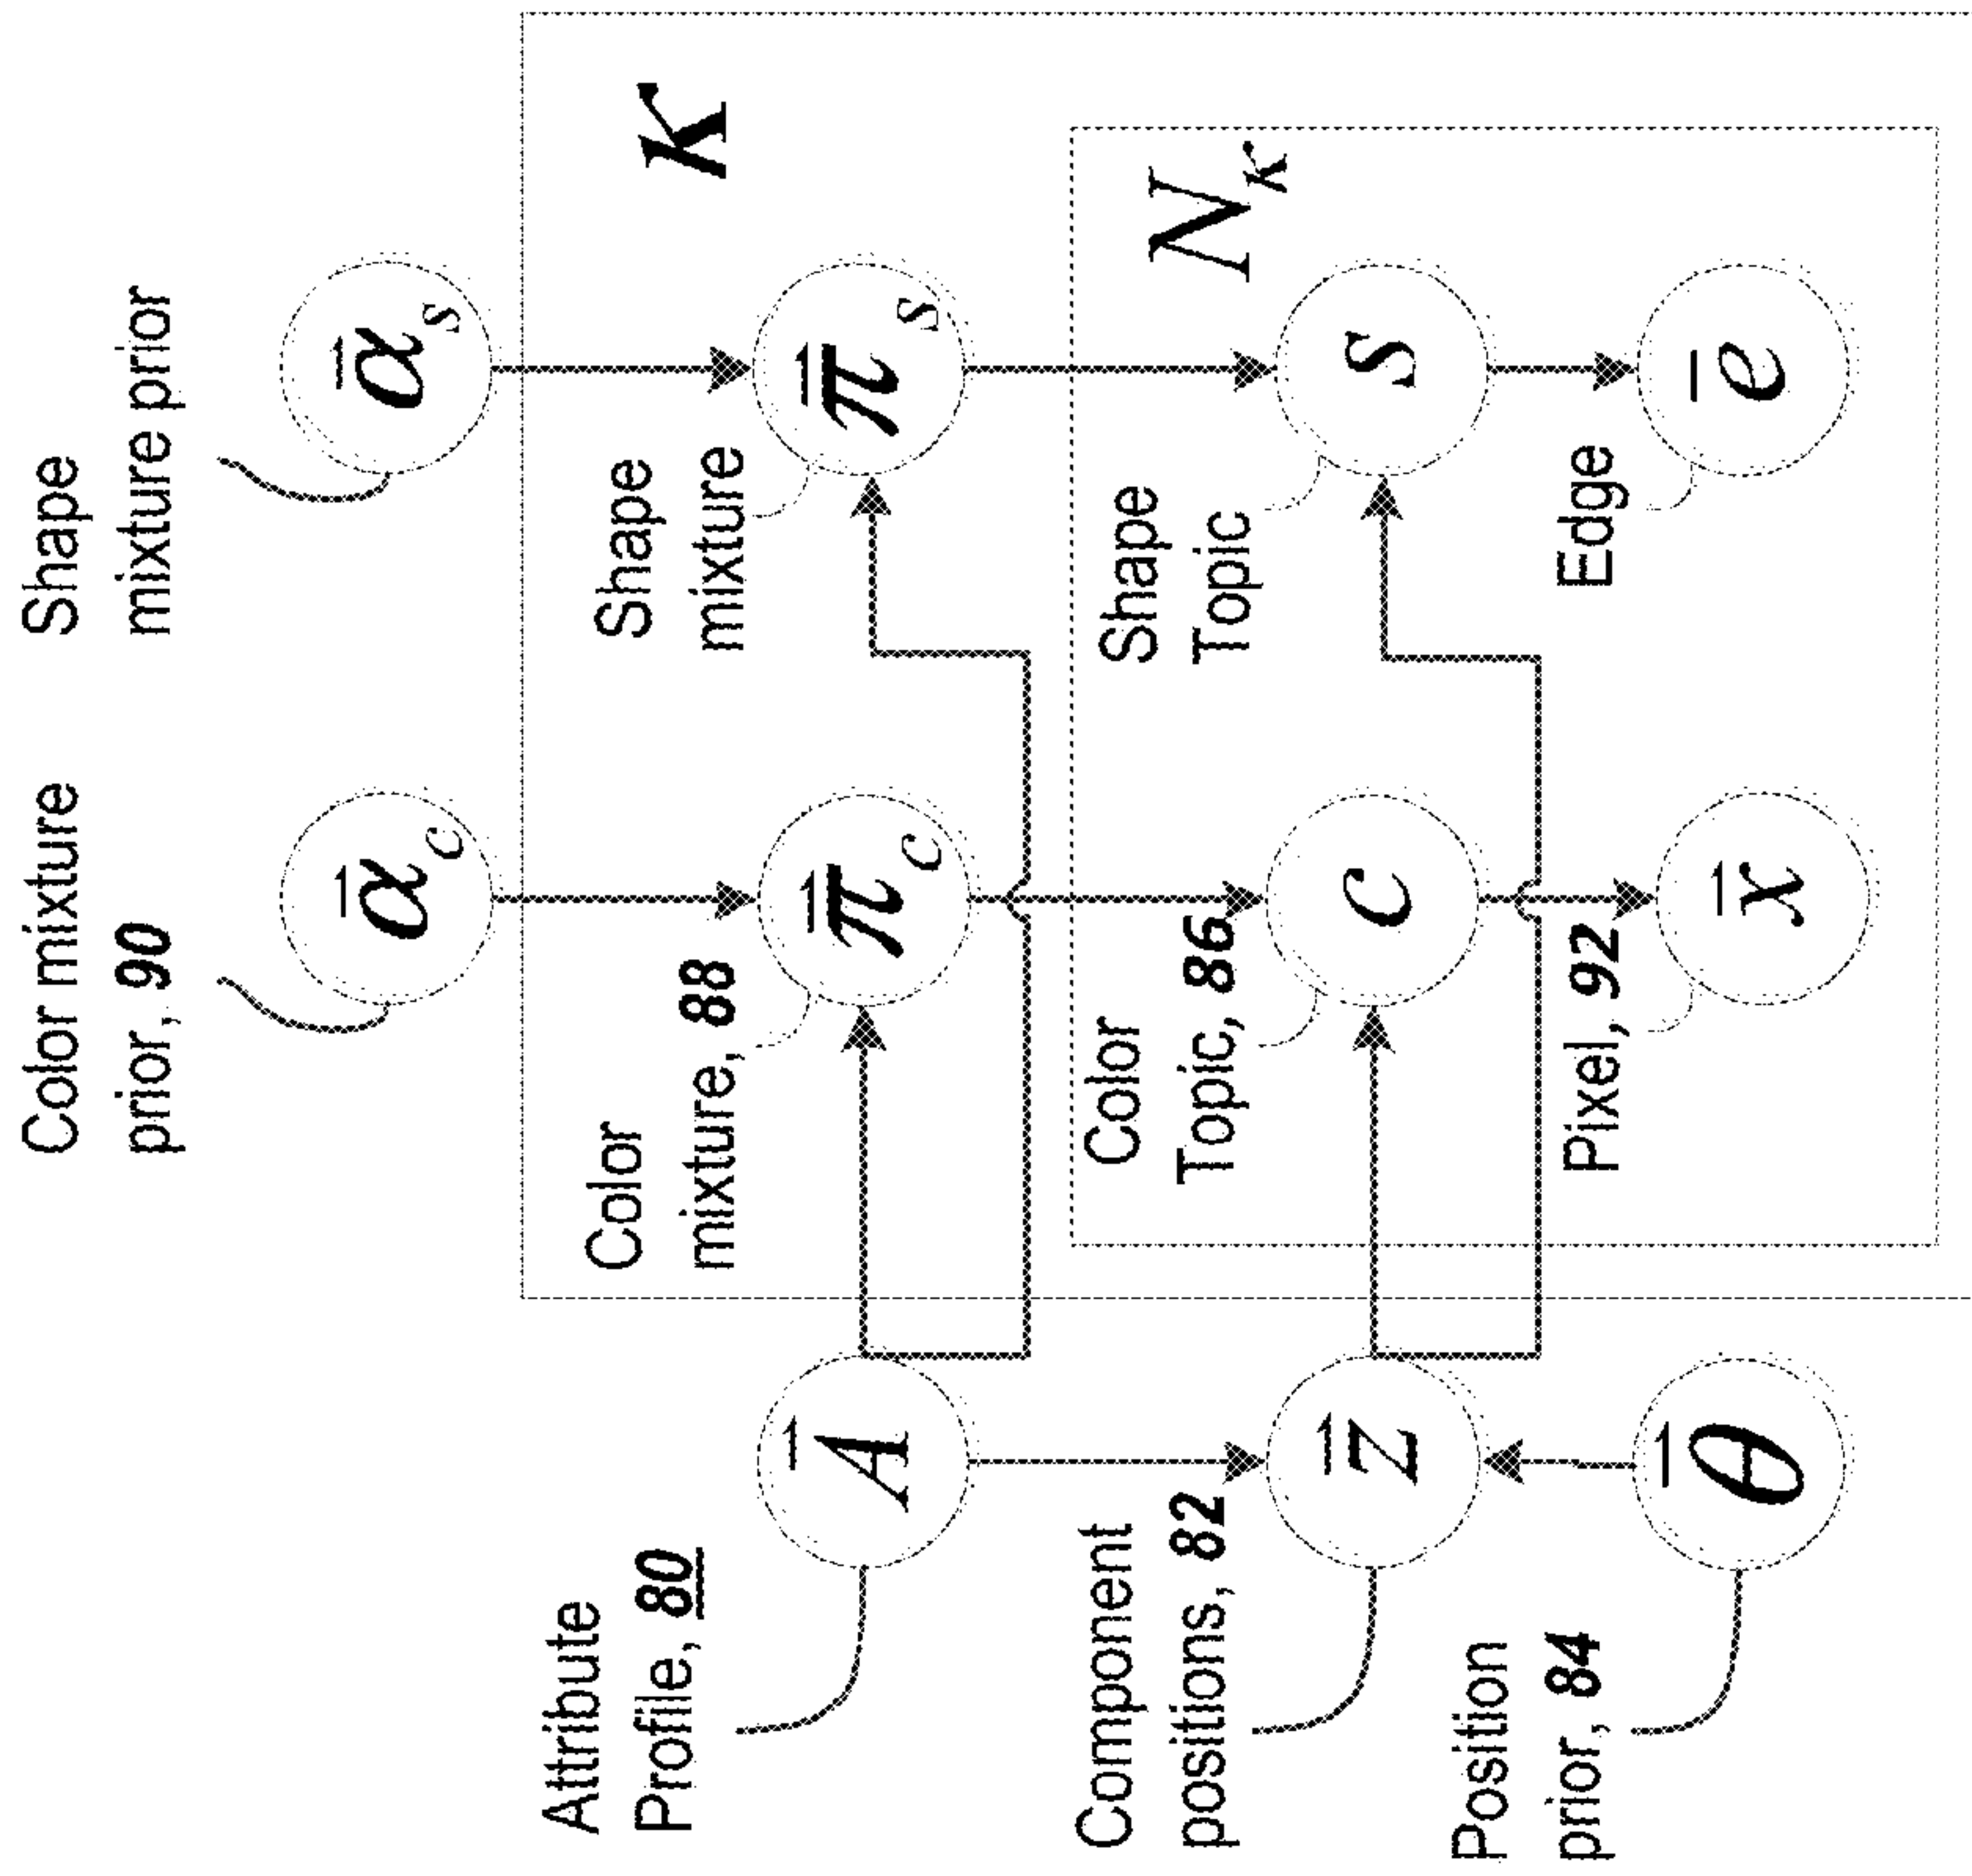 Color mixture
prior, 90
Shape
mixture prior
α⃗c
α⃗s
Attribute
Profile, 80
Color
mixture, 88
Shape
mixture
K
A⃗
π⃗c
π⃗s
Component
positions, 82
Color
Topic, 86
Shape
Topic
Nκ
z⃗
c
s
Position
prior, 84
Pixel, 92
Edge
θ⃗
x⃗
e̅